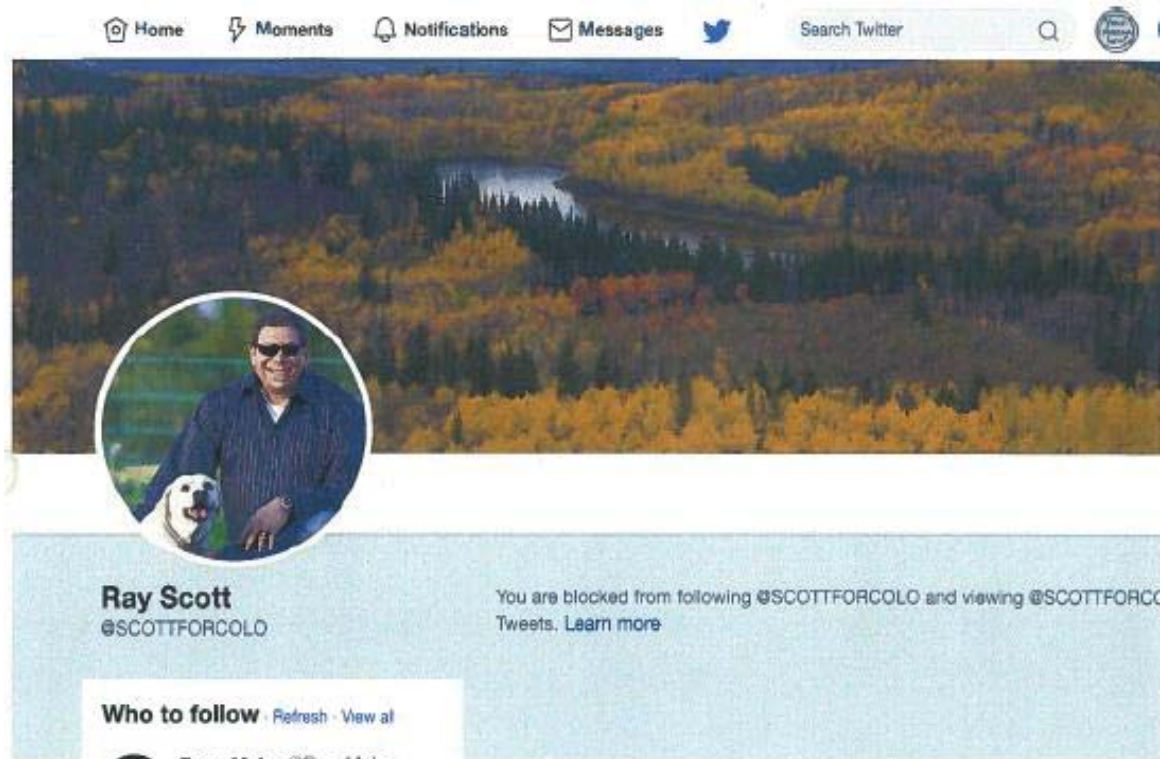 Home Moments Notifications Messages Search Twitter
Ray Scott
@SCOTTFORCOLO
You are blocked from following @SCOTTFORCOLO and viewing @SCOTTFORCO
Tweets. Learn more
Who to follow · Refresh · View all